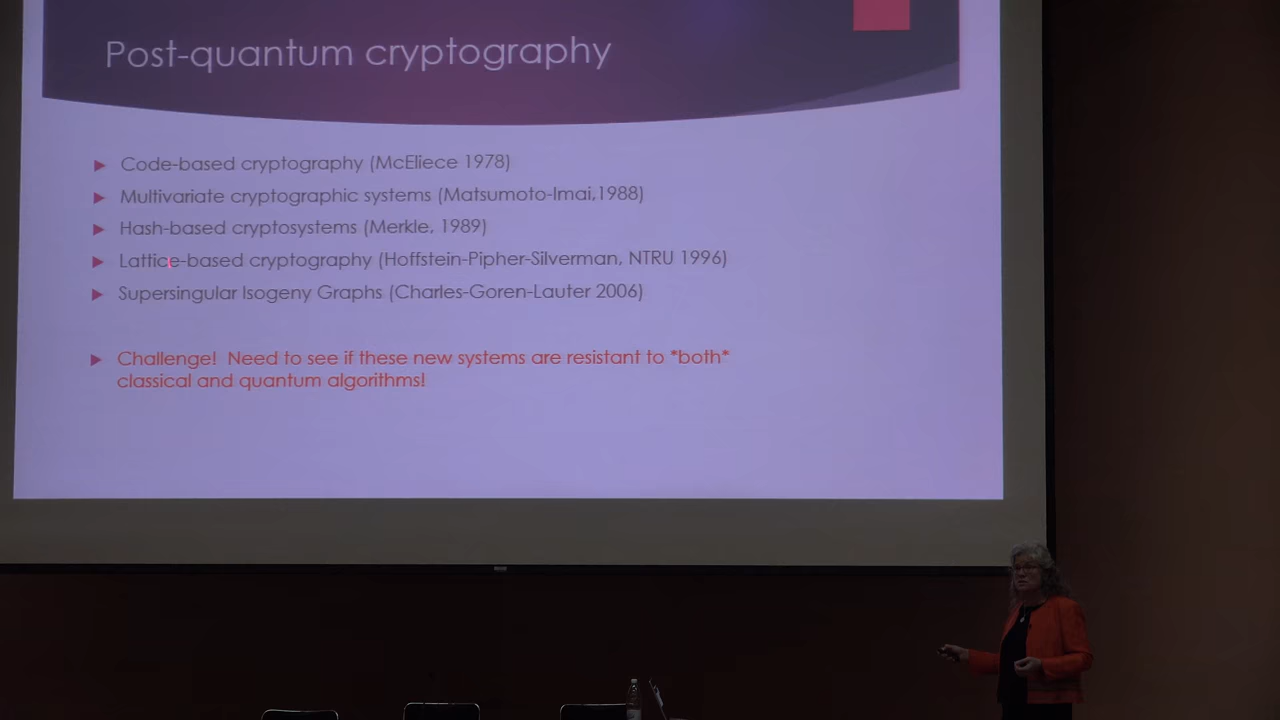 Post-quantum cryptography
Code-based cryptography (McEliece 1978)
Multivariate cryptographic systems (Matsumoto-Imai,1988)
Hash-based cryptosystems (Merkle, 1989)
Lattice-based cryptography (Hoffstein-Pipher-Silverman, NTRU 1996)
Supersingular Isogeny Graphs (Charles-Goren-Lauter 2006)
Challenge! Need to see if these new systems are resistant to *both*
classical and quantum algorithms!